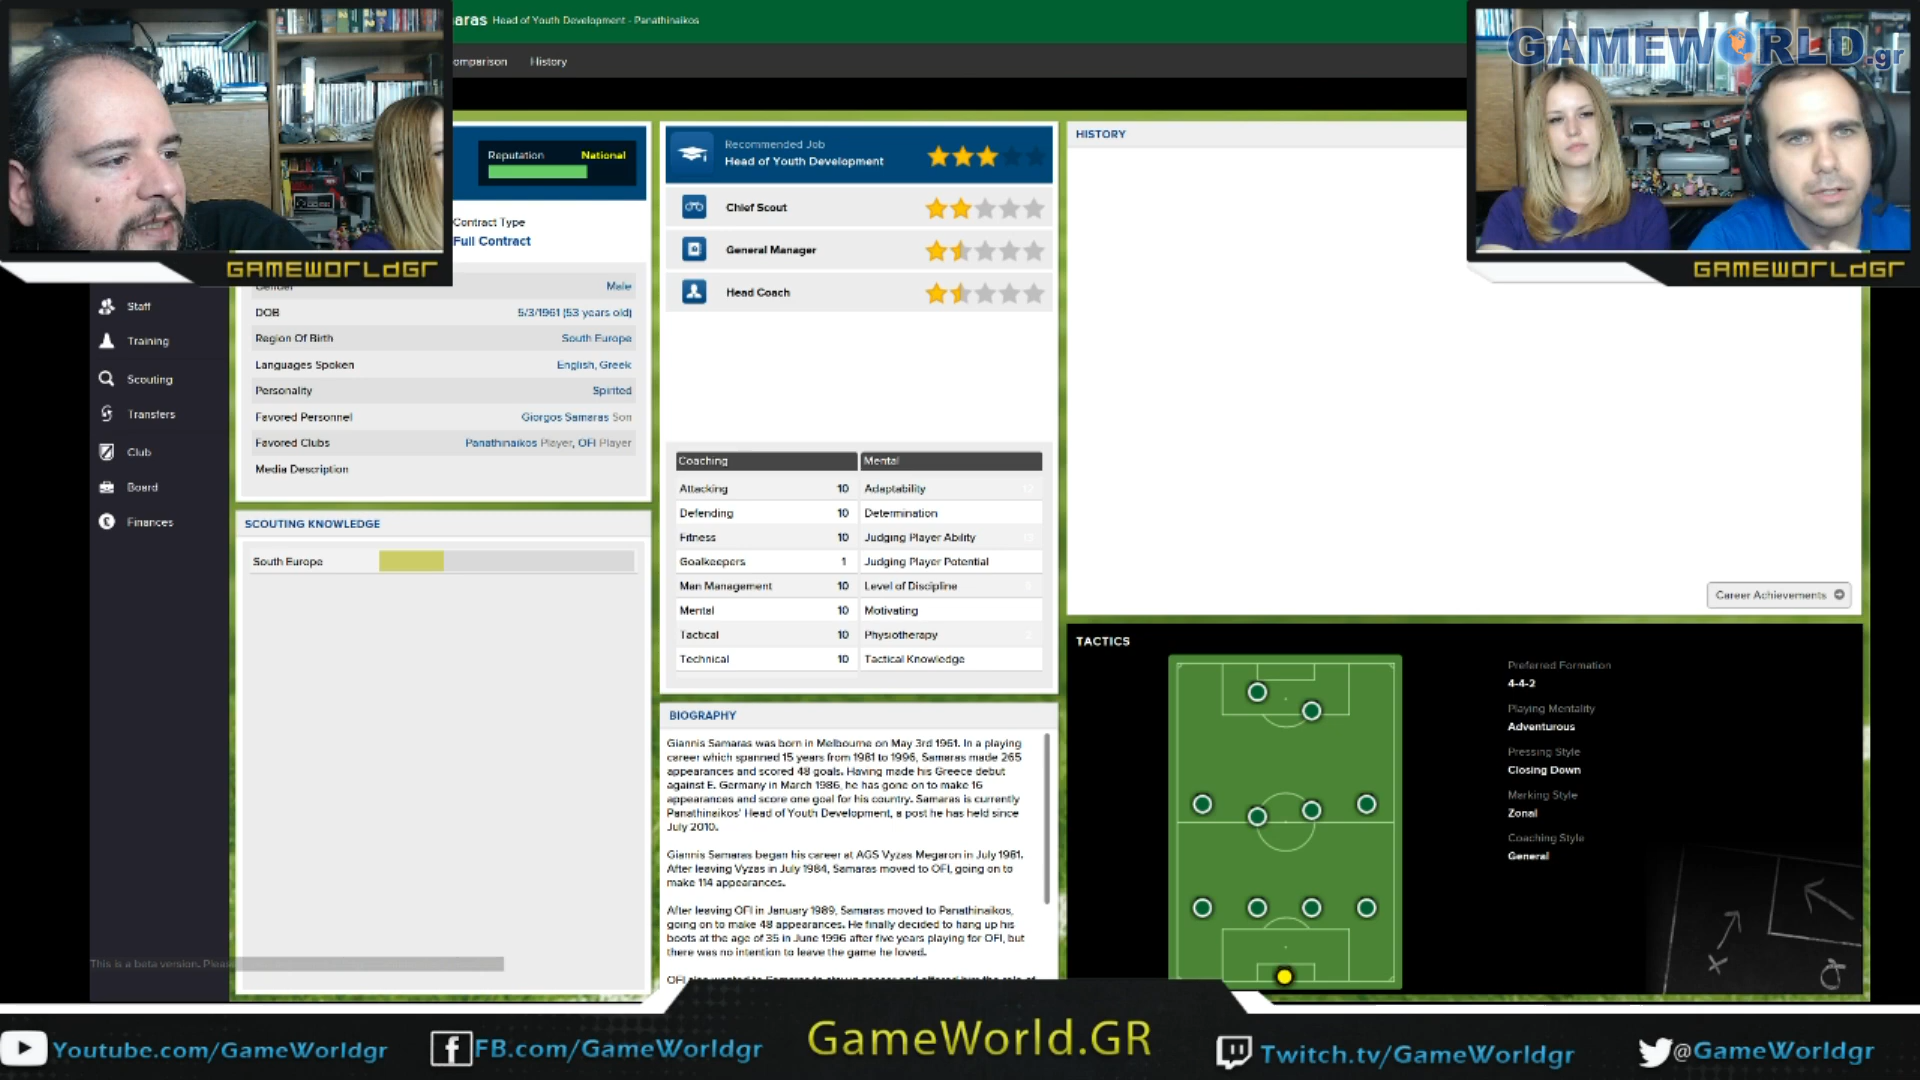 aras Head of Youth Development - Panathinaikos
GAMEWORLD.gr
omparison History
Reputation National
Contract Type
Full Contract
GAMEWORLDGR
GAMEWORLDGR
Staff
Training
Scouting
Transfers
Club
Board
Finances
Gender Male
DOB 5/3/1961 (53 years old)
Region Of Birth South Europe
Languages Spoken English, Greek
Personality Spirited
Favored Personnel Giorgos Samaras Son
Favored Clubs Panathinaikos Player, OFI Player
Media Description
SCOUTING KNOWLEDGE
South Europe
This is a beta version. Pleas
Recommended Job
Head of Youth Development
Chief Scout
General Manager
Head Coach
Coaching Mental
Attacking 10 Adaptability
Defending 10 Determination
Fitness 10 Judging Player Ability
Goalkeepers 1 Judging Player Potential
Man Management 10 Level of Discipline
Mental 10 Motivating
Tactical 10 Physiotherapy
Technical 10 Tactical Knowledge
BIOGRAPHY
Giannis Samaras was born in Melbourne on May 3rd 1961. In a playing
career which spanned 15 years from 1981 to 1996, Samaras made 265
appearances and scored 48 goals. Having made his Greece debut
against E. Germany in March 1986, he has gone on to make 16
appearances and score one goal for his country. Samaras is currently
Panathinaikos' Head of Youth Development, a post he has held since
July 2010.
Giannis Samaras began his career at AGS Vyzas Megaron in July 1981.
After leaving Vyzas in July 1984, Samaras moved to OFI, going on to
make 114 appearances.
After leaving OFI in January 1989, Samaras moved to Panathinaikos,
going on to make 48 appearances. He finally decided to hang up his
boots at the age of 35 in June 1996 after five years playing for OFI, but
there was no intention to leave the game he loved.
HISTORY
Career Achievements
TACTICS
Preferred Formation
4-4-2
Playing Mentality
Adventurous
Pressing Style
Closing Down
Marking Style
Zonal
Coaching Style
General
Youtube.com/GameWorldgr
FB.com/GameWorldgr
GameWorld.GR
Twitch.tv/GameWorldgr
@GameWorldgr